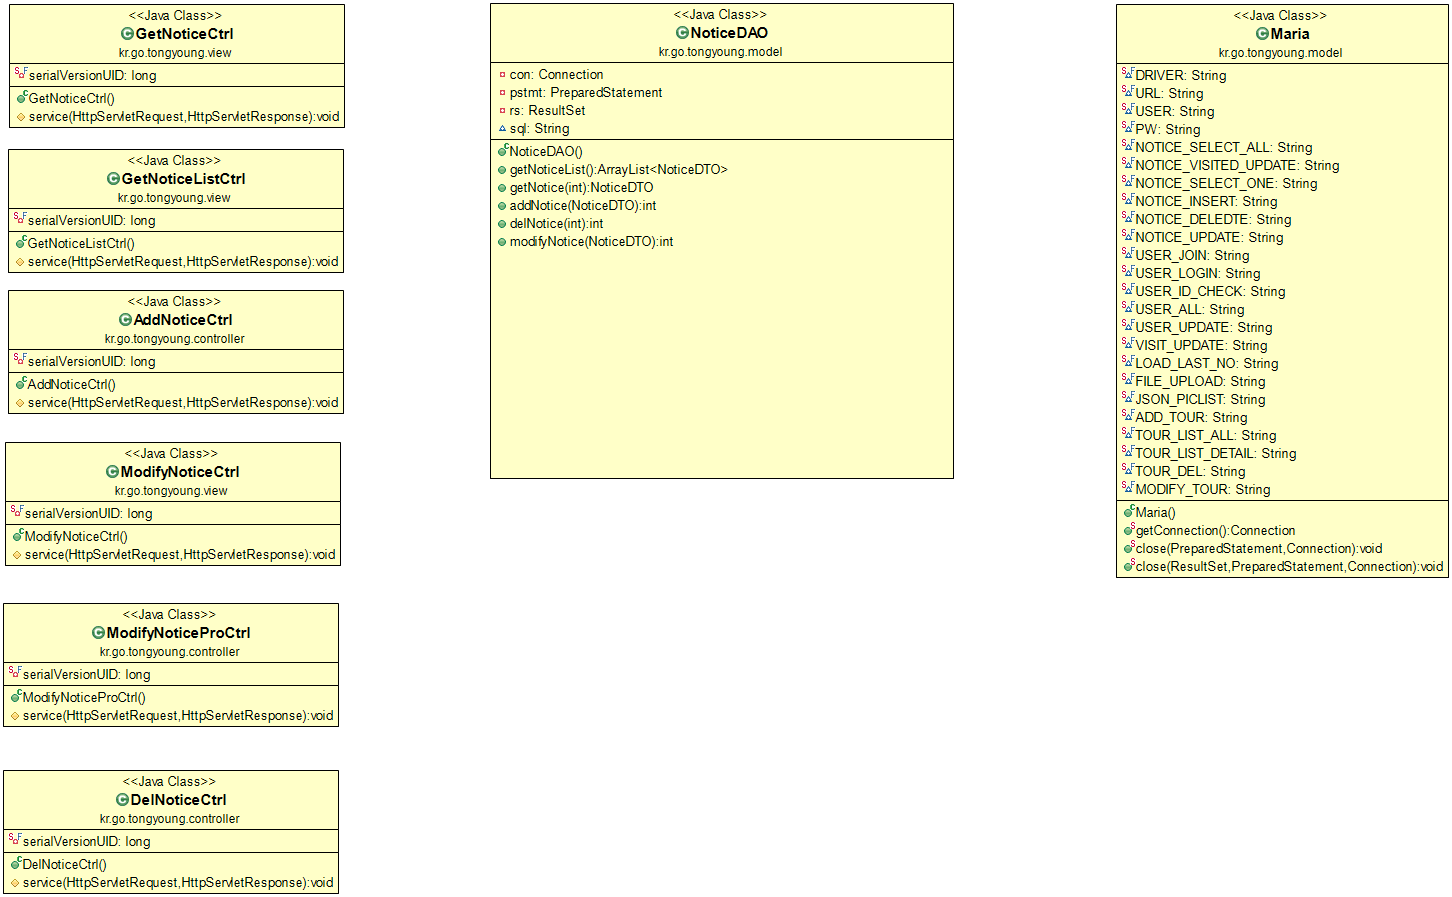 <<Java Class>>
GetNoticeCtrl
kr.go.tongyoung.view
serialVersionUID: long
GetNoticeCtrl()
service(HttpServletRequest,HttpServletResponse):void
<<Java Class>>
GetNoticeListCtrl
kr.go.tongyoung.view
serialVersionUID: long
GetNoticeListCtrl()
service(HttpServletRequest,HttpServletResponse):void
<<Java Class>>
AddNoticeCtrl
kr.go.tongyoung.controller
serialVersionUID: long
AddNoticeCtrl()
service(HttpServletRequest,HttpServletResponse):void
<<Java Class>>
ModifyNoticeCtrl
kr.go.tongyoung.view
serialVersionUID: long
ModifyNoticeCtrl()
service(HttpServletRequest,HttpServletResponse):void
<<Java Class>>
ModifyNoticeProCtrl
kr.go.tongyoung.controller
serialVersionUID: long
ModifyNoticeProCtrl()
service(HttpServletRequest,HttpServletResponse):void
<<Java Class>>
DelNoticeCtrl
kr.go.tongyoung.controller
serialVersionUID: long
DelNoticeCtrl()
service(HttpServletRequest,HttpServletResponse):void
<<Java Class>>
NoticeDAO
kr.go.tongyoung.model
con: Connection
pstmt: PreparedStatement
rs: ResultSet
sql: String
NoticeDAO()
getNoticeList():ArrayList<NoticeDTO>
getNotice(int):NoticeDTO
addNotice(NoticeDTO):int
delNotice(int):int
modifyNotice(NoticeDTO):int
<<Java Class>>
Maria
kr.go.tongyoung.model
DRIVER: String
URL: String
USER: String
PW: String
NOTICE_SELECT_ALL: String
NOTICE_VISITED_UPDATE: String
NOTICE_SELECT_ONE: String
NOTICE_INSERT: String
NOTICE_DELEDTE: String
NOTICE_UPDATE: String
USER_JOIN: String
USER_LOGIN: String
USER_ID_CHECK: String
USER_ALL: String
USER_UPDATE: String
VISIT_UPDATE: String
LOAD_LAST_NO: String
FILE_UPLOAD: String
JSON_PICLIST: String
ADD_TOUR: String
TOUR_LIST_ALL: String
TOUR_LIST_DETAIL: String
TOUR_DEL: String
MODIFY_TOUR: String
Maria()
getConnection():Connection
close(PreparedStatement,Connection):void
close(ResultSet,PreparedStatement,Connection):void